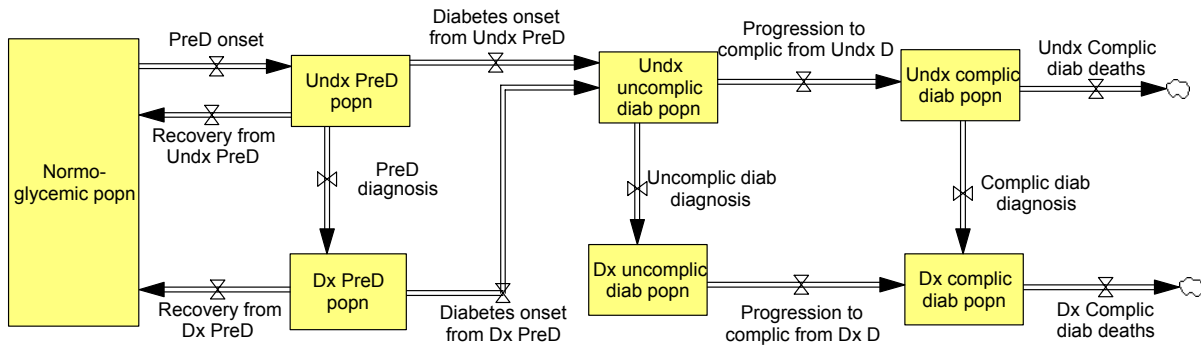 PreD onset
Diabetes onset
from Undx PreD
Progression to
complic from Undx D
Undx Complic
diab deaths
Normo-
glycemic popn
Undx PreD
popn
Undx
uncomplic
diab popn
Undx complic
diab popn
Recovery from
Undx PreD
PreD
diagnosis
Uncomplic diab
diagnosis
Complic diab
diagnosis
Dx PreD
popn
Dx uncomplic
diab popn
Dx complic
diab popn
Recovery from
Dx PreD
Diabetes onset
from Dx PreD
Progression to
complic from Dx D
Dx Complic
diab deaths